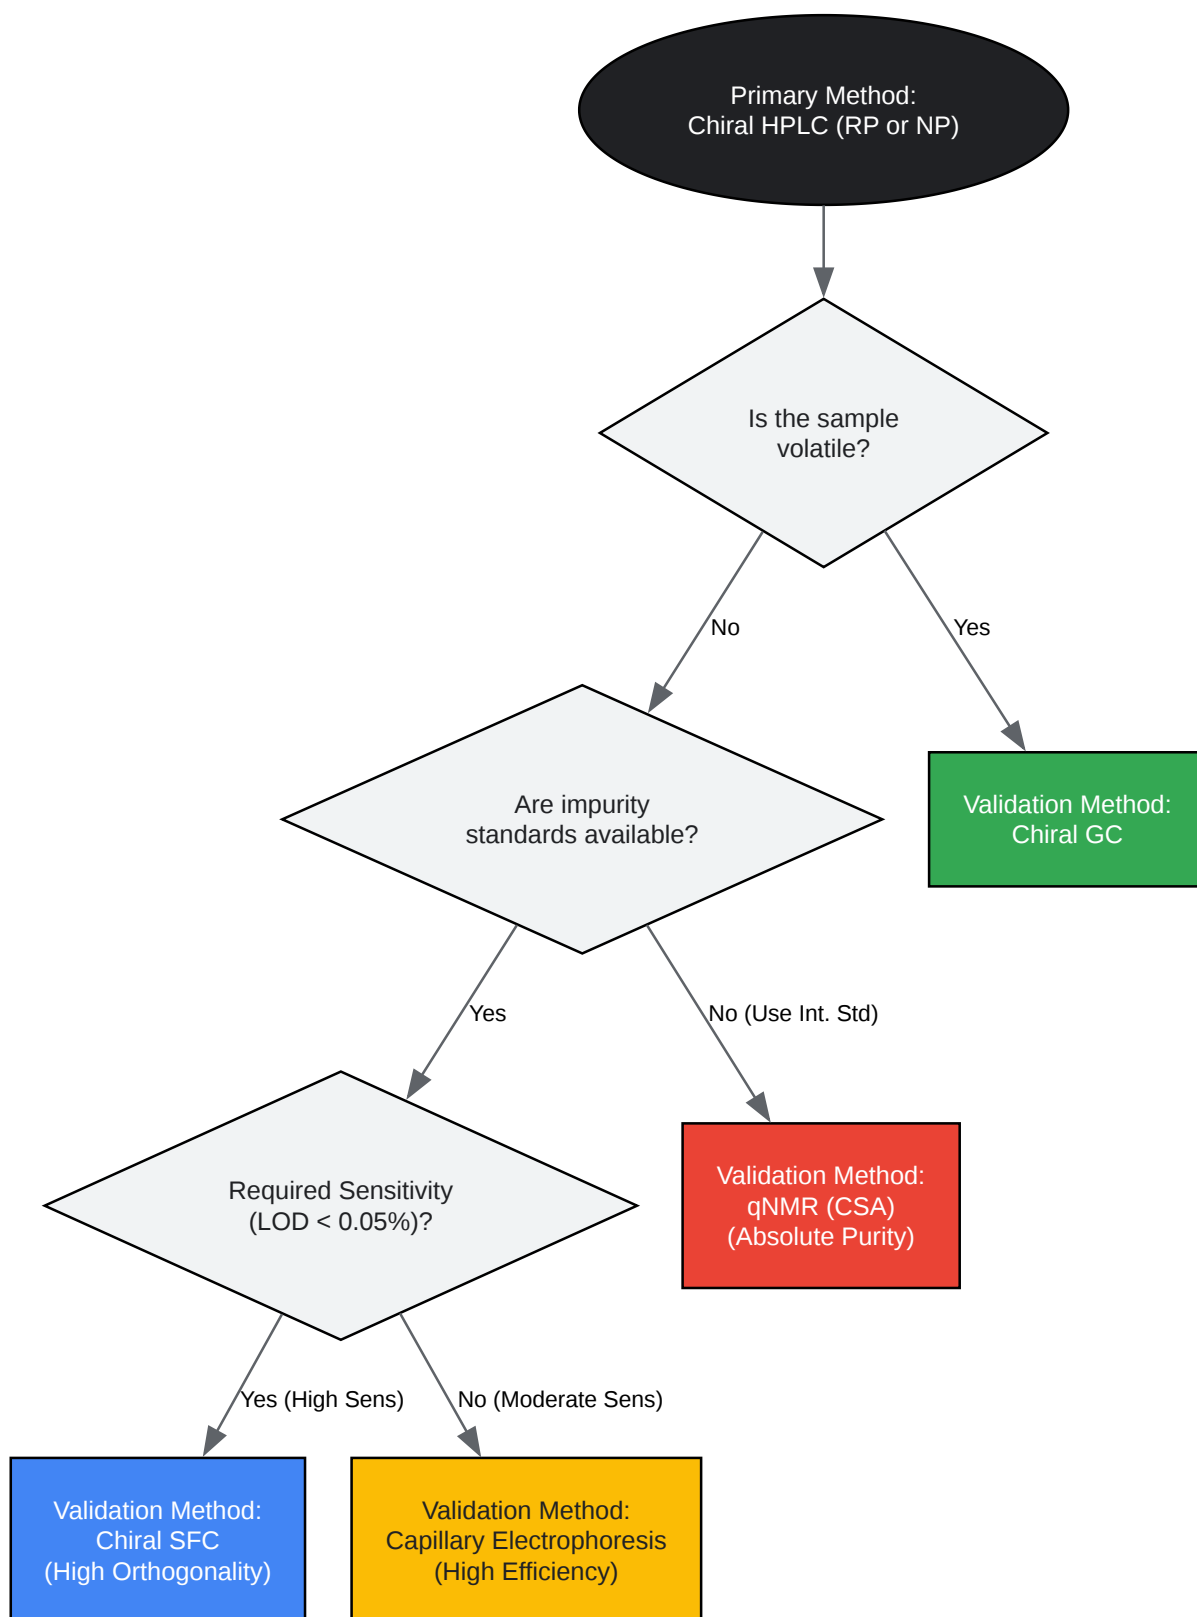 Primary Method:
Chiral HPLC (RP or NP)
Is the sample
volatile?
No
Yes
Are impurity
standards available?
Validation Method:
Chiral GC
Yes
No (Use Int. Std)
Required Sensitivity
(LOD < 0.05%)?
Validation Method:
qNMR (CSA)
(Absolute Purity)
Yes (High Sens)
No (Moderate Sens)
Validation Method:
Chiral SFC
(High Orthogonality)
Validation Method:
Capillary Electrophoresis
(High Efficiency)